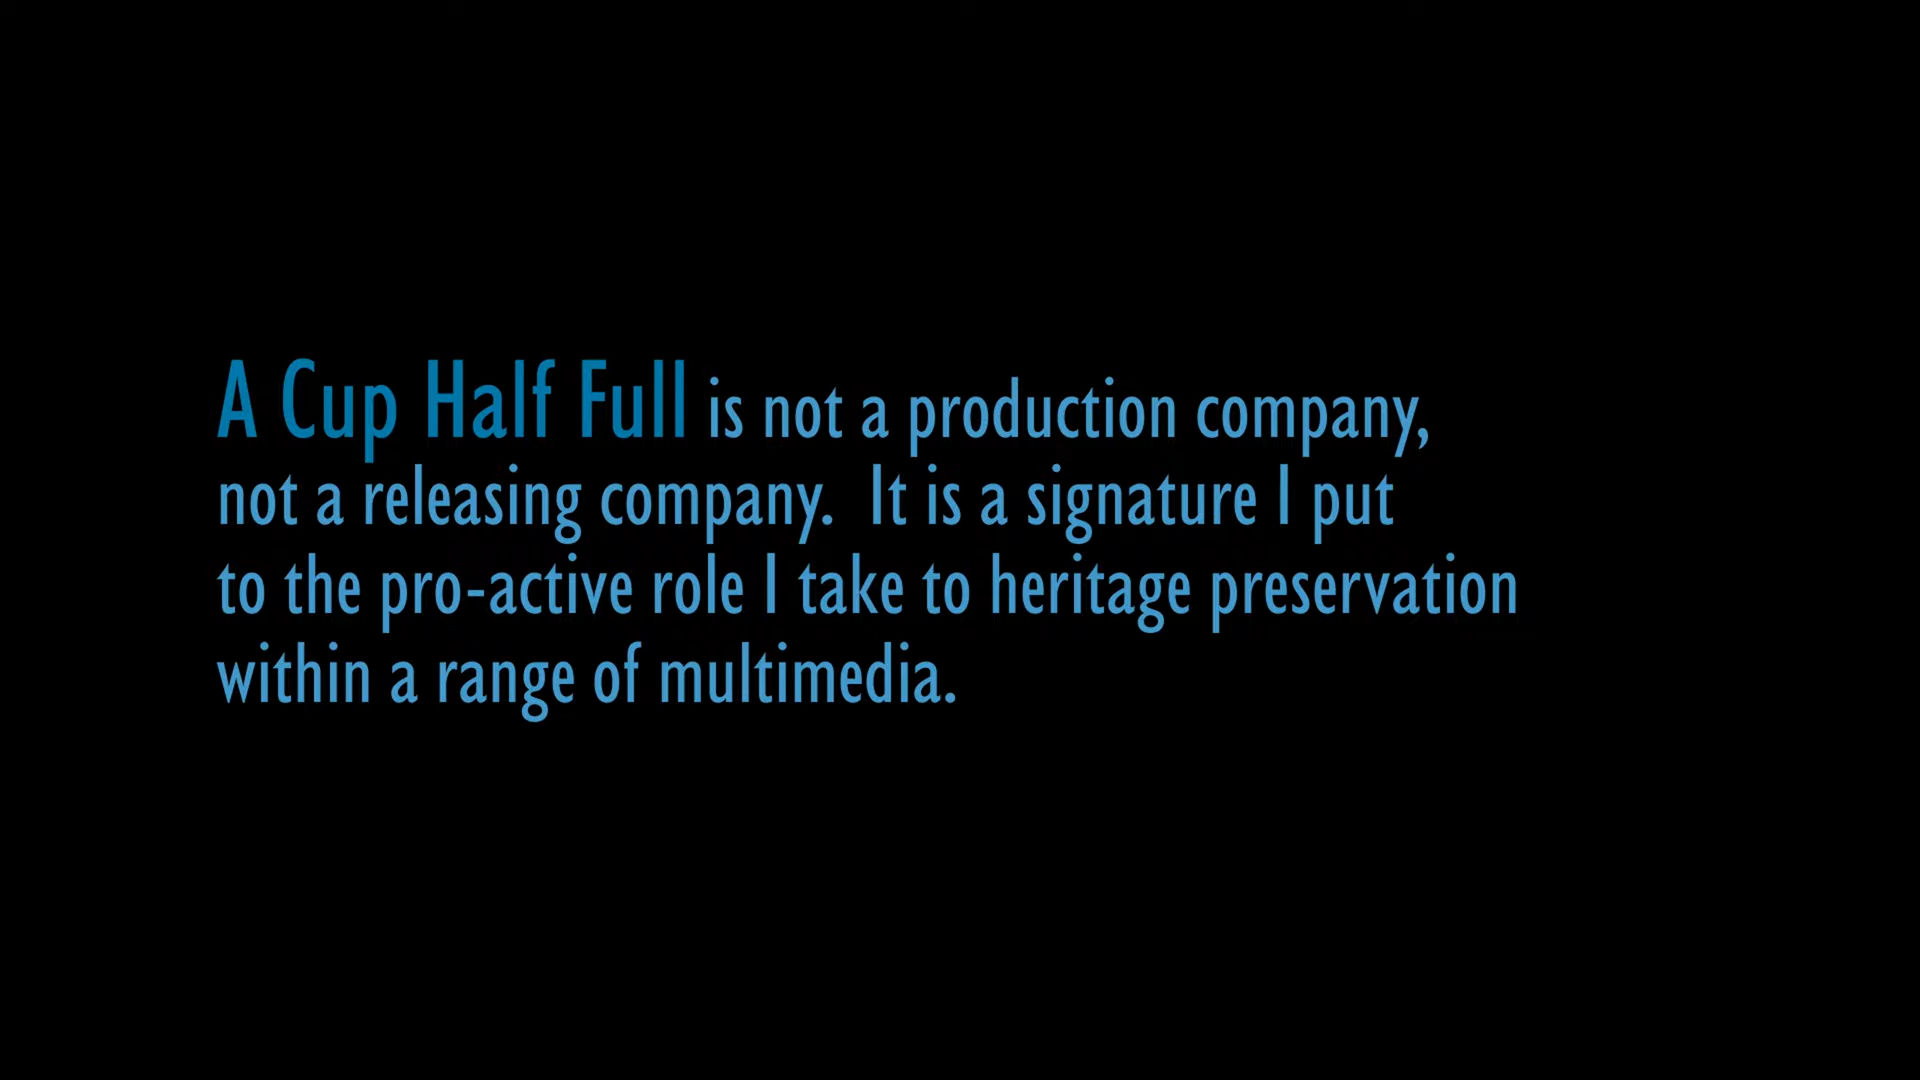 A Cup Half Full is not a production company,
not a releasing company.  It is a signature I put
to the pro-active role I take to heritage preservation
within a range of multimedia.